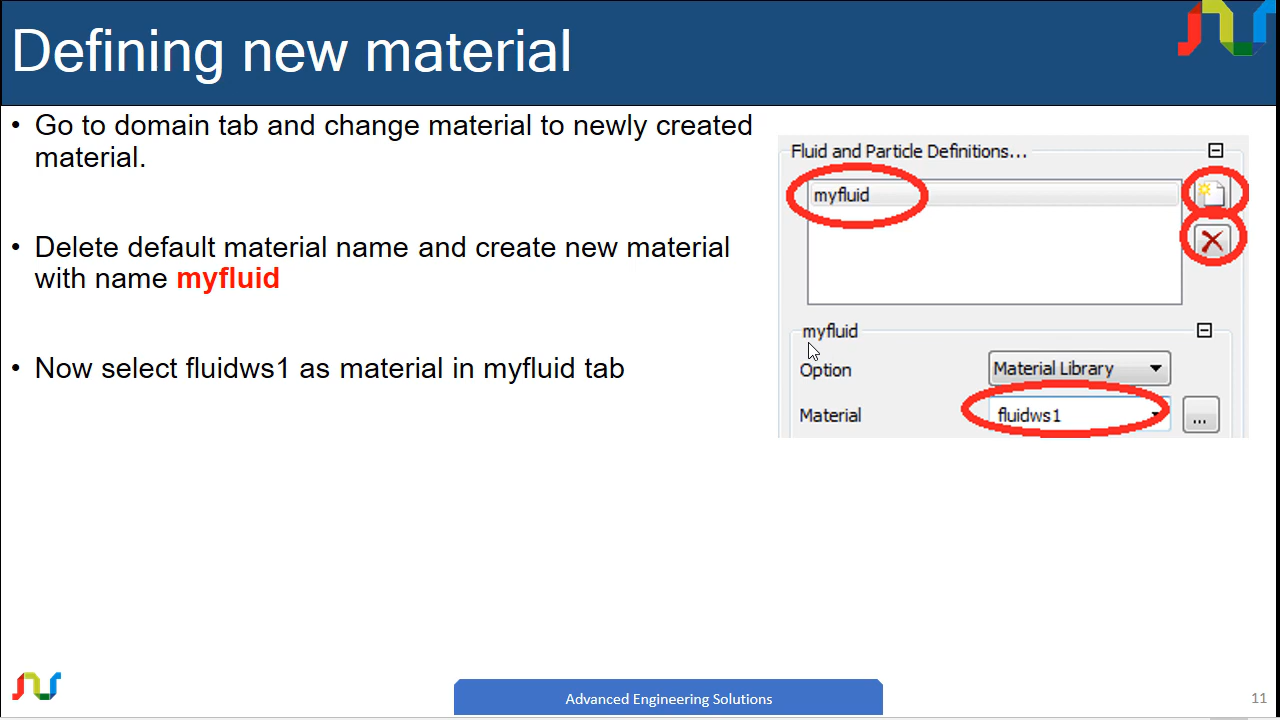 Defining new material
• Go to domain tab and change material to newly created
material.
• Delete default material name and create new material
with name myfluid
• Now select fluidws1 as material in myfluid tab
Fluid and Particle Definitions...
myfluid
myfluid
Option
Material Library
Material
fluidws1
...
Advanced Engineering Solutions
11